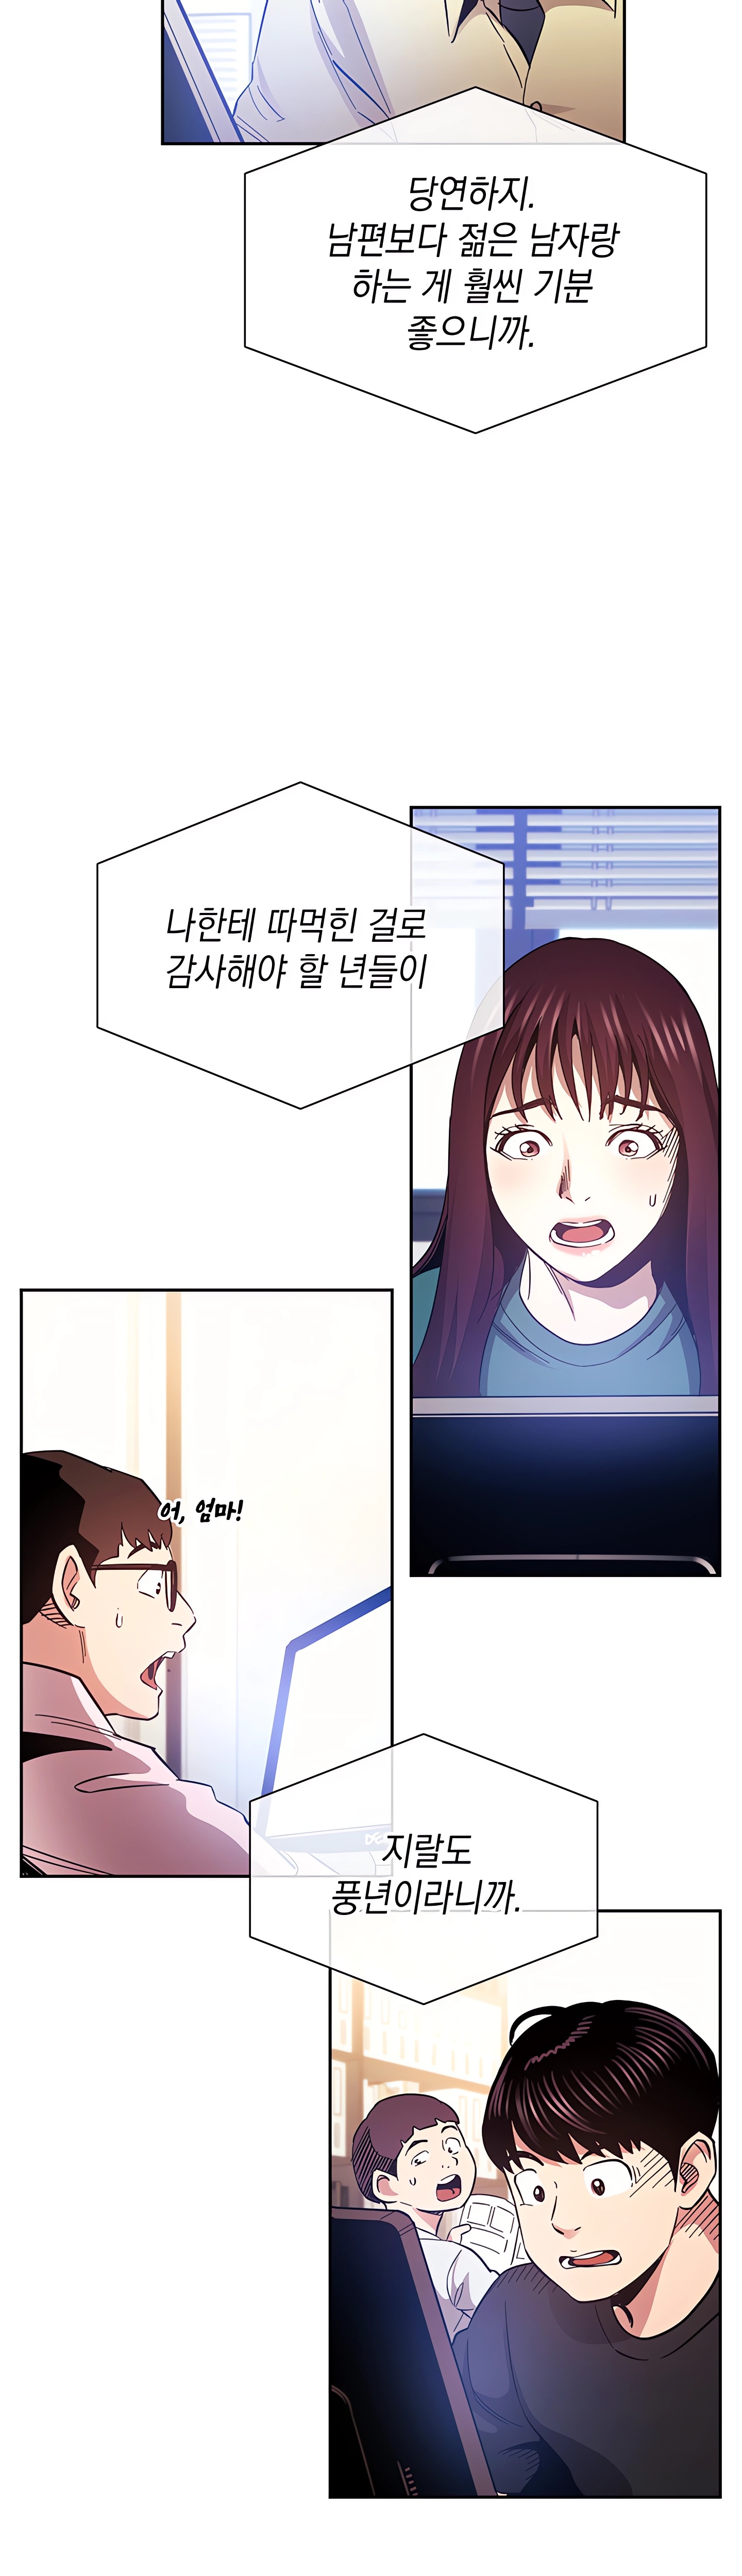 당연하지.
남편보다 젊은 남자랑
하는 게 훨씬 기분
좋으니까.
나한테 따먹힌 걸로
감사해야 할 년들이
어, 엄마!
지랄도
풍년이라니까.